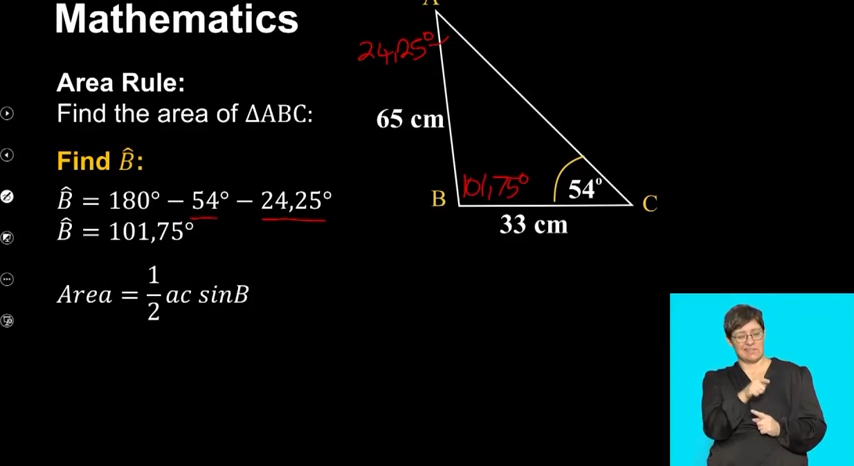 Mathematics
A
24,25°
Area Rule:
Find the area of ΔABC:
65 cm
Find B̂:
B̂ = 180° − 54° − 24,25°
101,75°
54°
B
C
B̂ = 101,75°
33 cm
Area = 1/2 ac sinB